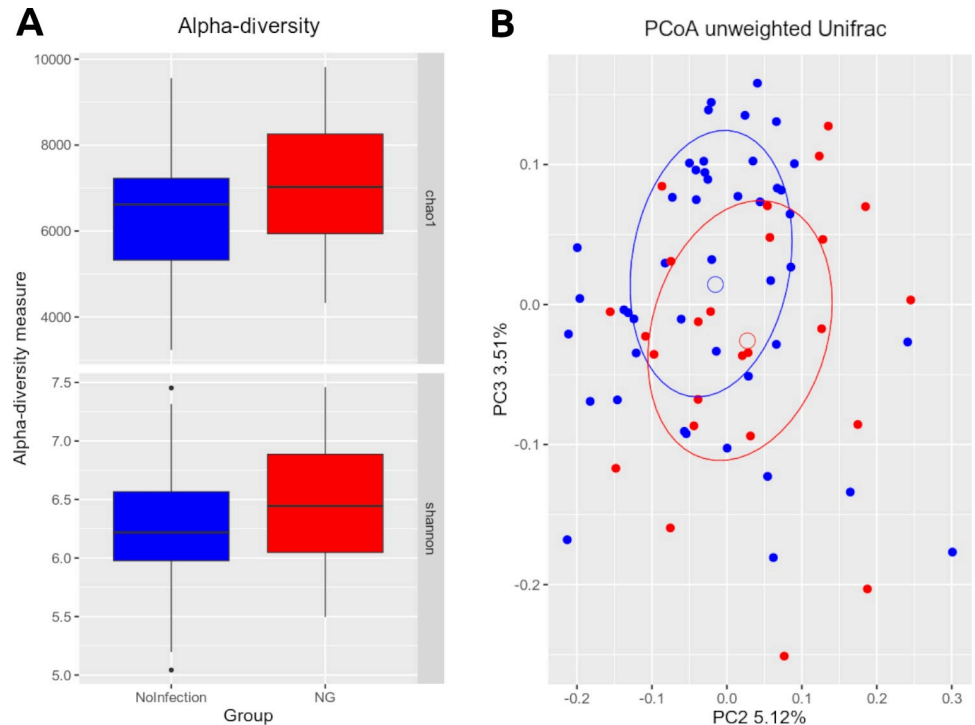 A
Alpha-diversity
Alpha-diversity measure
10000
8000
6000
4000
chao1
7.5
7.0
6.5
6.0
5.5
5.0
shannon
NoInfection
NG
Group
B
PCoA unweighted Unifrac
PC3 3.51%
0.1
0.0
-0.1
-0.2
-0.2
-0.1
0.0
0.1
0.2
0.3
PC2 5.12%